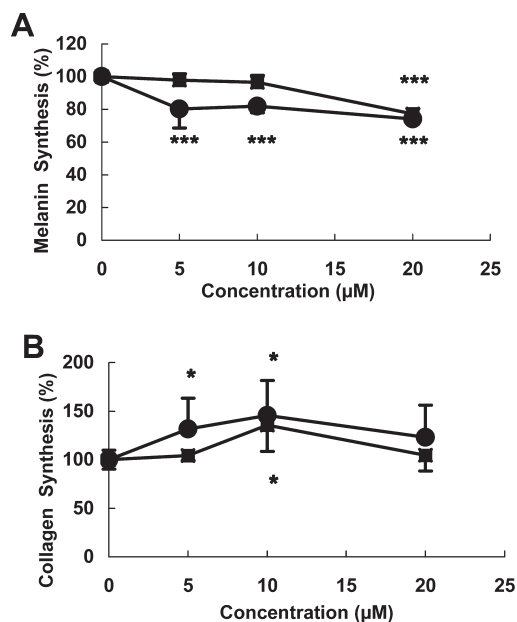 A
120
100
80
60
40
20
0
Melanin Synthesis (%)
***
***
***
***
0 5 10 15 20 25
Concentration (µM)
B
200
150
100
50
0
Collagen Synthesis (%)
*
*
*
0 5 10 15 20 25
Concentration (µM)